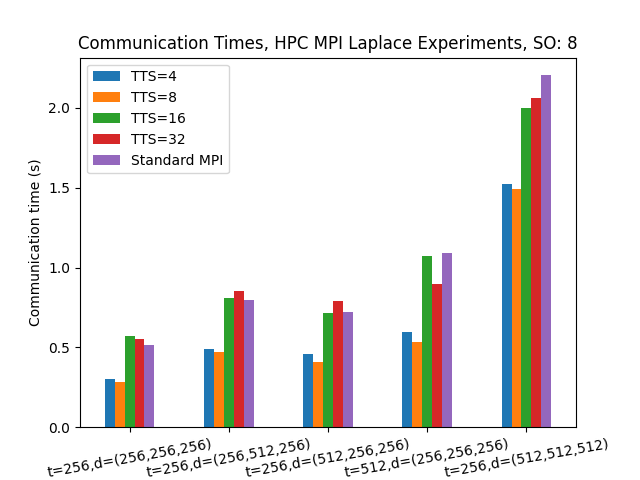 Communication Times, HPC MPI Laplace Experiments, SO: 8
TTS=4
TTS=8
TTS=16
TTS=32
Standard MPI
Communication time (s)
2.0
1.5
1.0
0.5
0.0
t=256,d=(256,256,256)
t=256,d=(256,512,256)
t=256,d=(512,256,256)
t=512,d=(256,256,256)
t=256,d=(512,512,512)